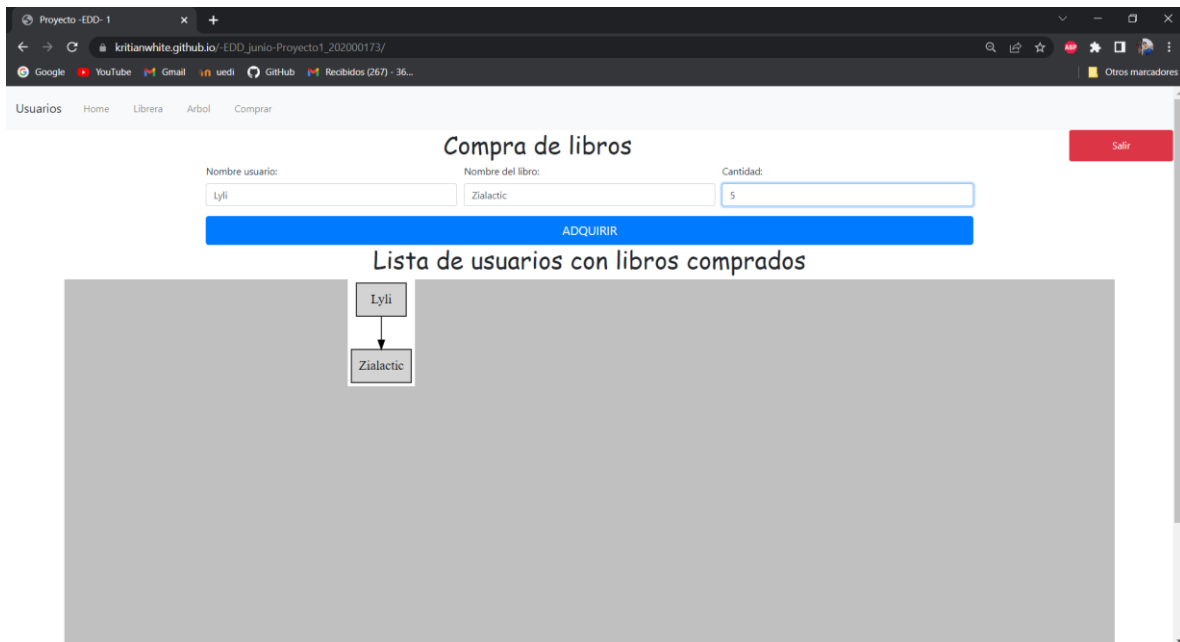 Proyecto -EDD- 1
kritianwhite.github.io/-EDD_junio-Proyecto1_202000173/
Google YouTube Gmail uedi GitHub Recibidos (267) - 36... Otros marcadores
Usuarios Home Librera Arbol Comprar
Compra de libros
Salir
Nombre usuario: Nombre del libro: Cantidad:
Lyli Zialactic 5
ADQUIRIR
Lista de usuarios con libros comprados
Lyli
Zialactic